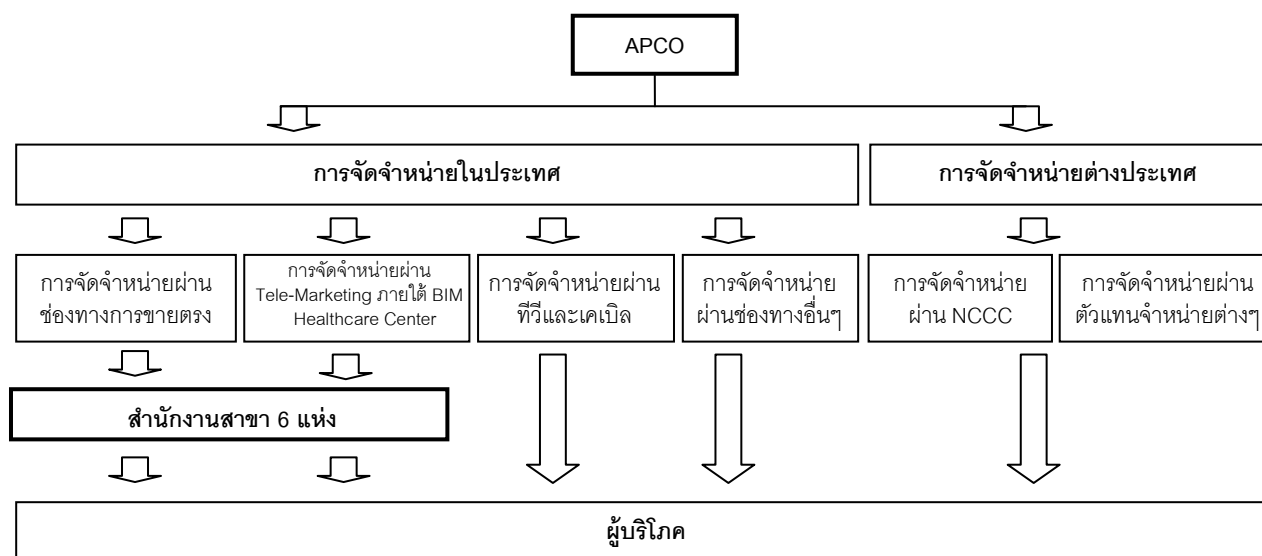 APCO
การจัดจำหน่ายในประเทศ
การจัดจำหน่ายต่างประเทศ
การจัดจำหน่ายผ่าน
ช่องทางการขายตรง
การจัดจำหน่ายผ่าน
Tele-Marketing ภายใต้ BIM
Healthcare Center
การจัดจำหน่ายผ่าน
ทีวีและเคเบิล
การจัดจำหน่าย
ผ่านช่องทางอื่นๆ
การจัดจำหน่าย
ผ่าน NCCC
การจัดจำหน่ายผ่าน
ตัวแทนจำหน่ายต่างๆ
สำนักงานสาขา 6 แห่ง
ผู้บริโภค